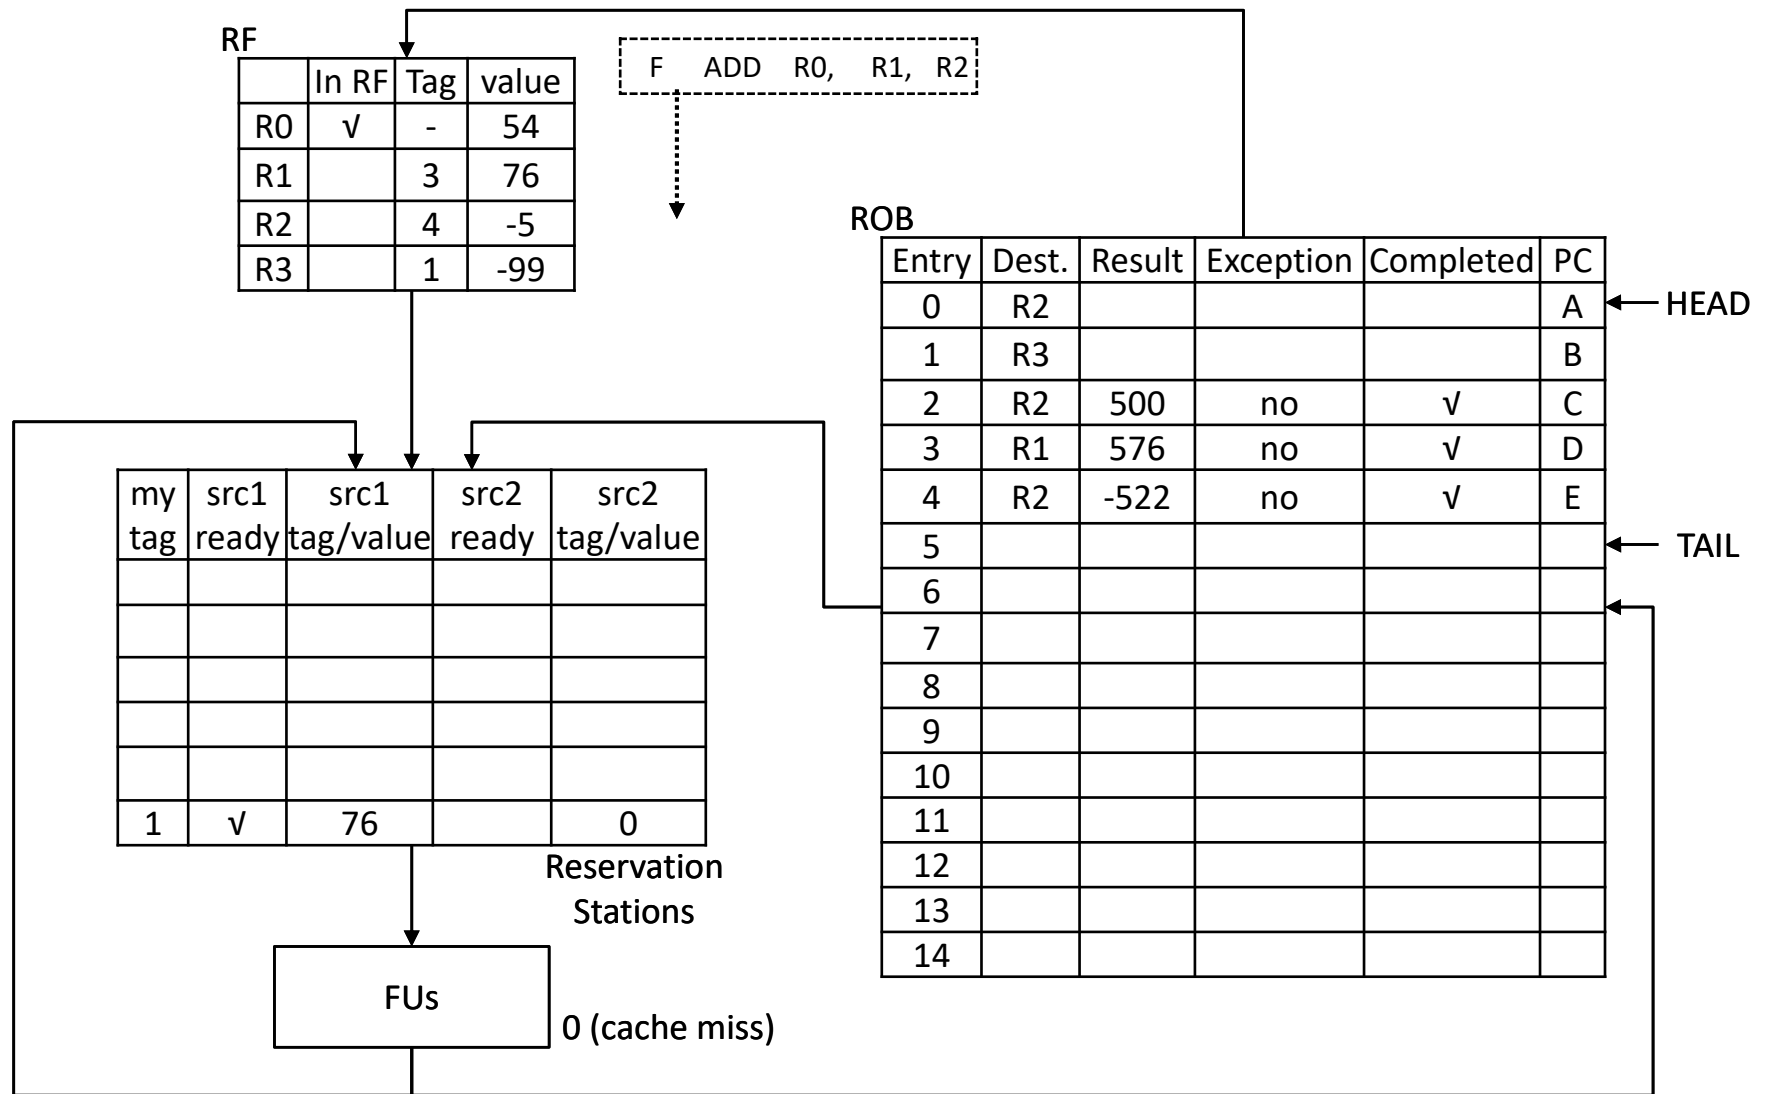 RF
In RF Tag value
R0 √ - 54
R1 3 76
R2 4 -5
R3 1 -99
F ADD R0, R1, R2
ROB
Entry Dest. Result Exception Completed PC
0 R2 A
1 R3 B
2 R2 500 no √ C
3 R1 576 no √ D
4 R2 -522 no √ E
5
6
7
8
9
10
11
12
13
14
HEAD
TAIL
my src1 src1 src2 src2
tag ready tag/value ready tag/value
1 √ 76 0
Reservation
Stations
FUs
0 (cache miss)